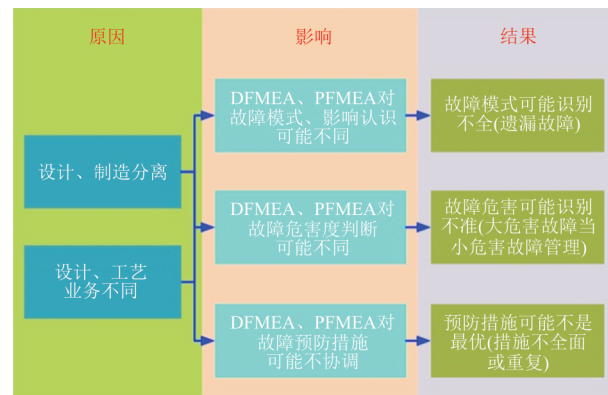 原因
影响
结果
设计、制造分离
设计、工艺
业务不同
DFMEA、PFMEA对
故障模式、影响认识
可能不同
DFMEA、PFMEA对
故障危害度判断
可能不同
DFMEA、PFMEA对
故障预防措施
可能不协调
故障模式可能识别
不全(遗漏故障)
故障危害可能识别
不准(大危害故障当
小危害故障管理)
预防措施可能不是
最优(措施不全面
或重复)